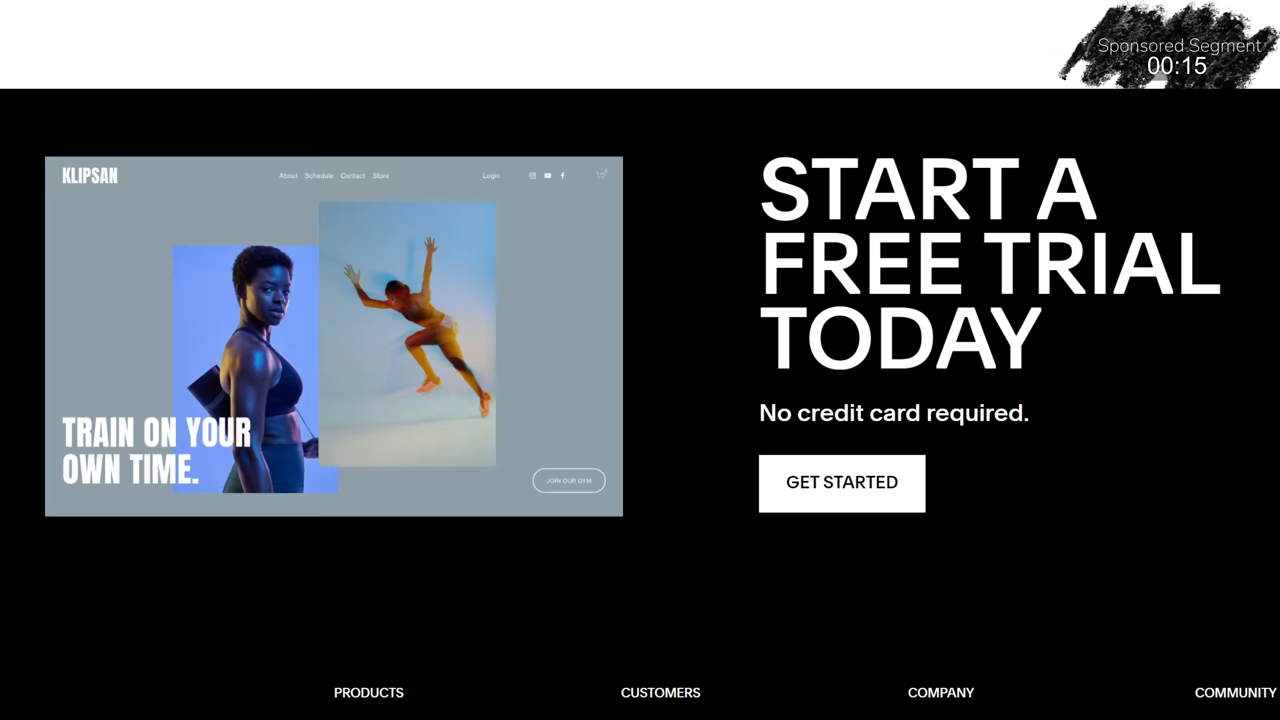 Sponsored Segment
00:15
KLIPSAN
About Schedule Contact Store Login
START A
FREE TRIAL
TODAY
No credit card required.
GET STARTED
TRAIN ON YOUR
OWN TIME.
JOIN OUR GYM
PRODUCTS CUSTOMERS COMPANY COMMUNITY